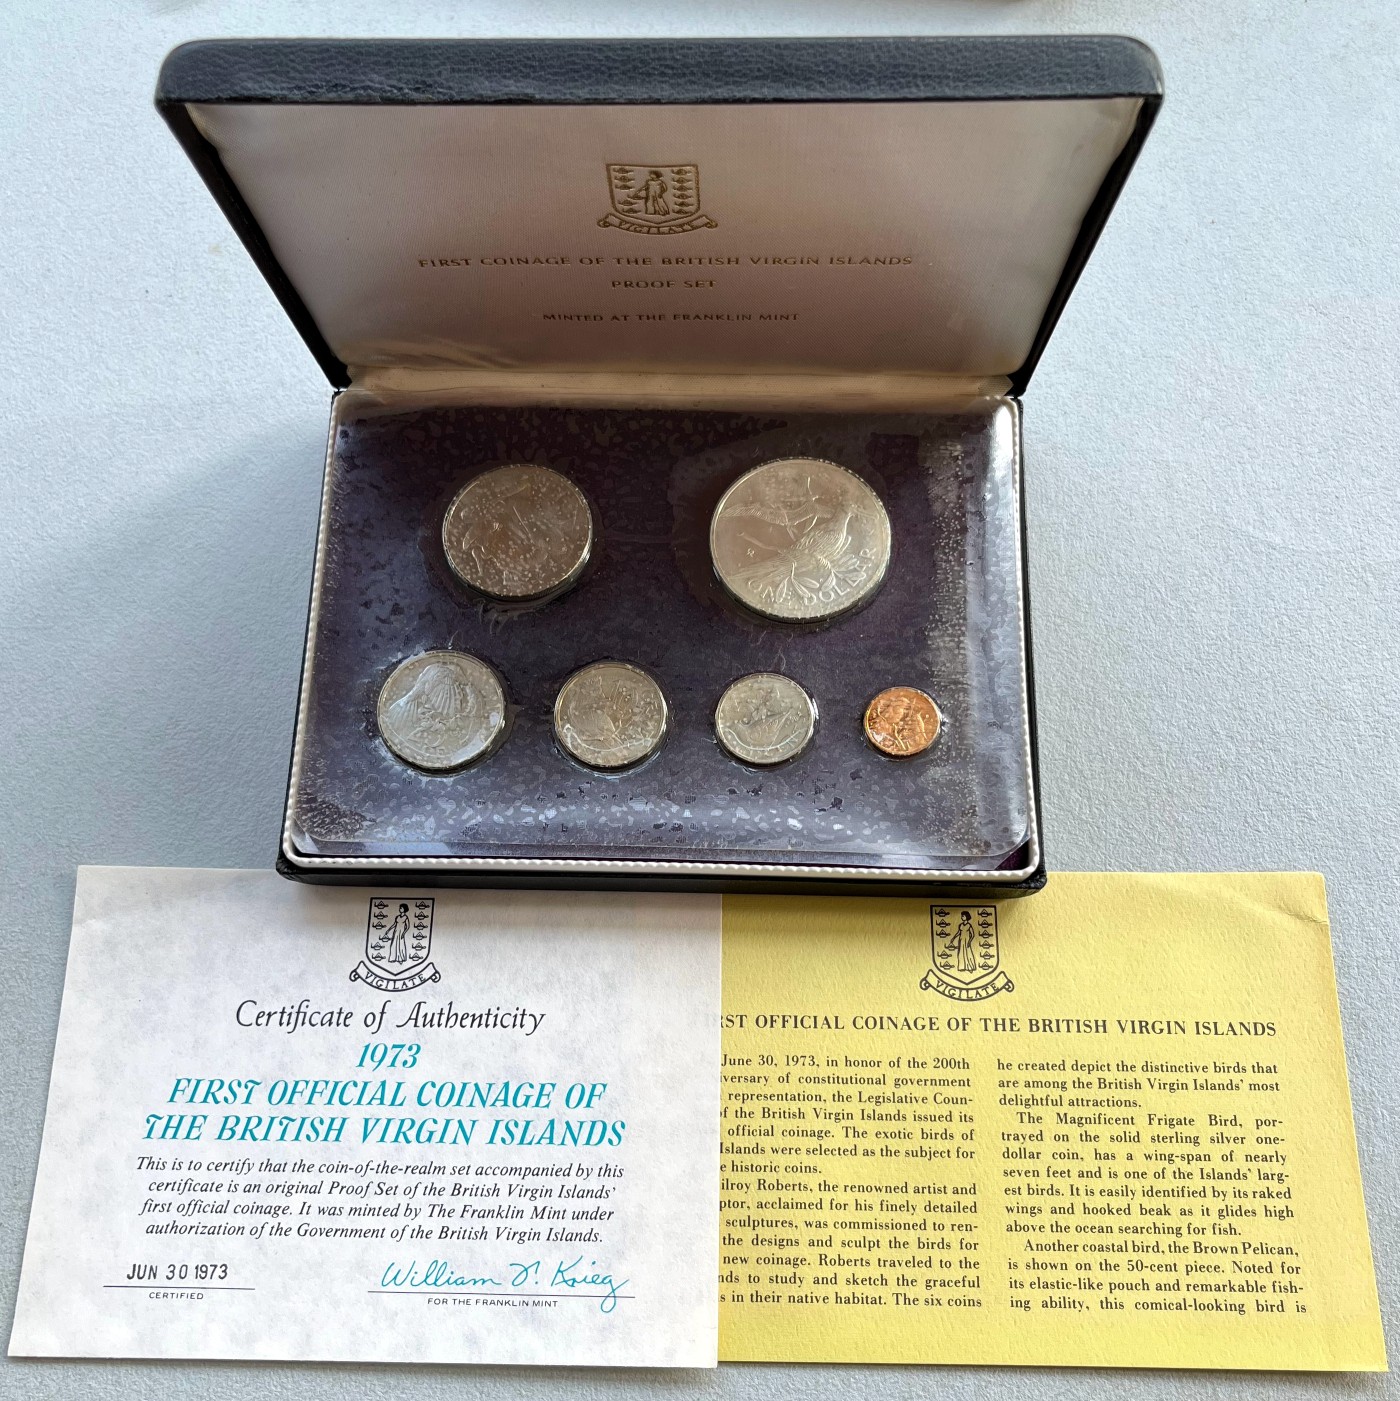 VIGILATE
FIRST COINAGE OF THE BRITISH VIRGIN ISLANDS
PROOF SET
MINTED AT THE FRANKLIN MINT
DOLLAR
VIGILATE
Certificate of Authenticity
1973
FIRST OFFICIAL COINAGE OF
THE BRITISH VIRGIN ISLANDS
This is to certify that the coin-of-the-realm set accompanied by this
certificate is an original Proof Set of the British Virgin Islands'
first official coinage. It was minted by The Franklin Mint under
authorization of the Government of the British Virgin Islands.
JUN 30 1973
CERTIFIED
William T. Krieg
FOR THE FRANKLIN MINT
VIGILATE
RST OFFICIAL COINAGE OF THE BRITISH VIRGIN ISLANDS
June 30, 1973, in honor of the 200th
iversary of constitutional government
representation, the Legislative Coun-
of the British Virgin Islands issued its
official coinage. The exotic birds of
Islands were selected as the subject for
e historic coins.
ilroy Roberts, the renowned artist and
ptor, acclaimed for his finely detailed
sculptures, was commissioned to ren-
the designs and sculpt the birds for
new coinage. Roberts traveled to the
nds to study and sketch the graceful
s in their native habitat. The six coins
he created depict the distinctive birds that
are among the British Virgin Islands' most
delightful attractions.
The Magnificent Frigate Bird, por-
trayed on the solid sterling silver one-
dollar coin, has a wing-span of nearly
seven feet and is one of the Islands' larg-
est birds. It is easily identified by its raked
wings and hooked beak as it glides high
above the ocean searching for fish.
Another coastal bird, the Brown Pelican,
is shown on the 50-cent piece. Noted for
its elastic-like pouch and remarkable fish-
ing ability, this comical-looking bird is